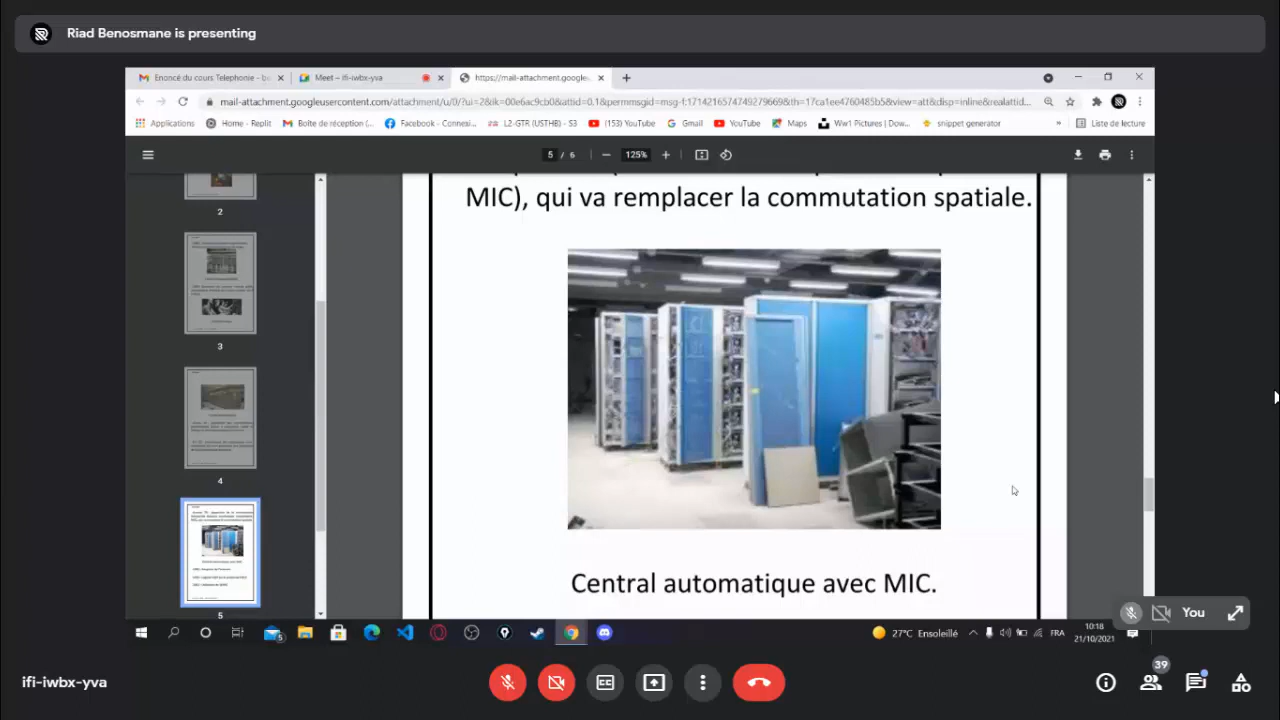 Riad Benosmane is presenting
Enoncé du cours Telephonie - be
Meet – ifi-iwbx-yva
https://mail-attachment.google
mail-attachment.googleusercontent.com/attachment/u/0/?ui=2&ik=00e6ac9cb0&attid=0.1&permmsgid=msg-f:1714216574749279669&th=17ca1ee4760485b5&view=att&disp=inline&realattid...
Applications
Home - Replit
Boîte de réception (...
Facebook – Connexi...
L2-GTR (USTHB) - S3
(153) YouTube
Gmail
YouTube
Maps
Ww1 Pictures | Dow...
snippet generator
»
Liste de lecture
5 / 6
125%
MIC), qui va remplacer la commutation spatiale.
2
3
4
5
Central automatique avec MIC.
You
27°C Ensoleillé
FRA
10:18
21/10/2021
ifi-iwbx-yva
39